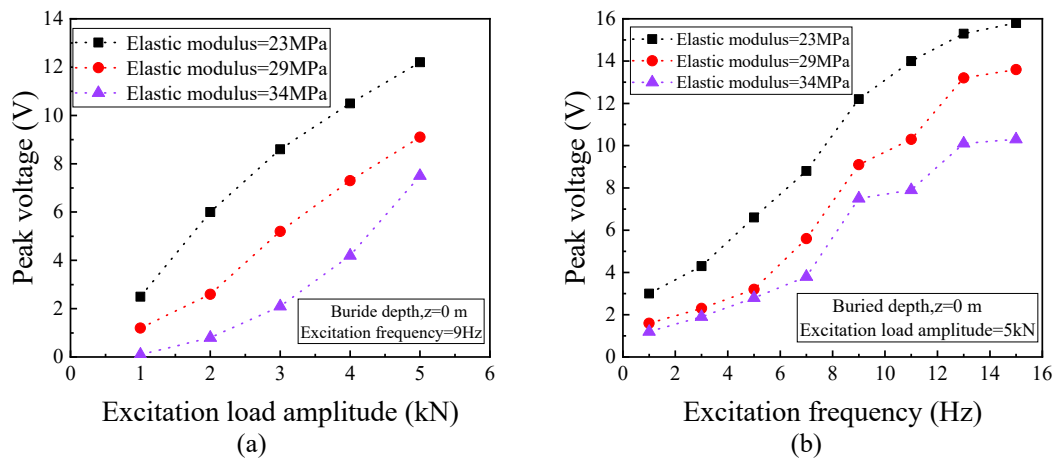 14
12
10
8
6
4
2
0
Peak voltage (V)
Elastic modulus=23MPa
Elastic modulus=29MPa
Elastic modulus=34MPa
Buride depth,z=0 m
Excitation frequency=9Hz
0 1 2 3 4 5 6
Excitation load amplitude (kN)
(a)
16
14
12
10
8
6
4
2
0
Peak voltage (V)
Elastic modulus=23MPa
Elastic modulus=29MPa
Elastic modulus=34MPa
Buried depth,z=0 m
Excitation load amplitude=5kN
0 2 4 6 8 10 12 14 16
Excitation frequency (Hz)
(b)